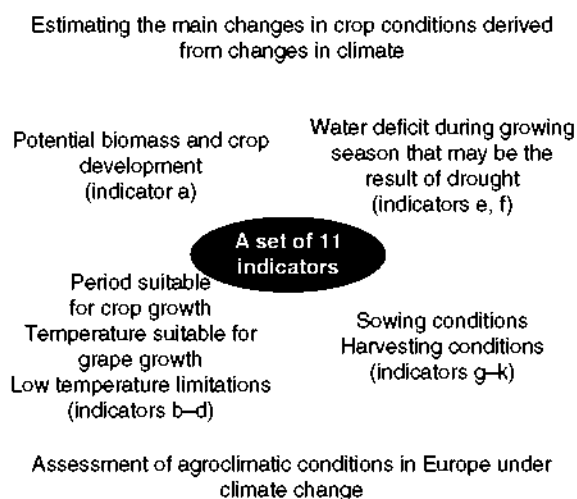 Estimating the main changes in crop conditions derived
from changes in climate
Potential biomass and crop
development
(indicator a)
Water deficit during growing
season that may be the
result of drought
(indicators e, f)
A set of 11
indicators
Period suitable
for crop growth
Temperature suitable for
grape growth
Low temperature limitations
(indicators b–d)
Sowing conditions
Harvesting conditions
(indicators g–k)
Assessment of agroclimatic conditions in Europe under
climate change